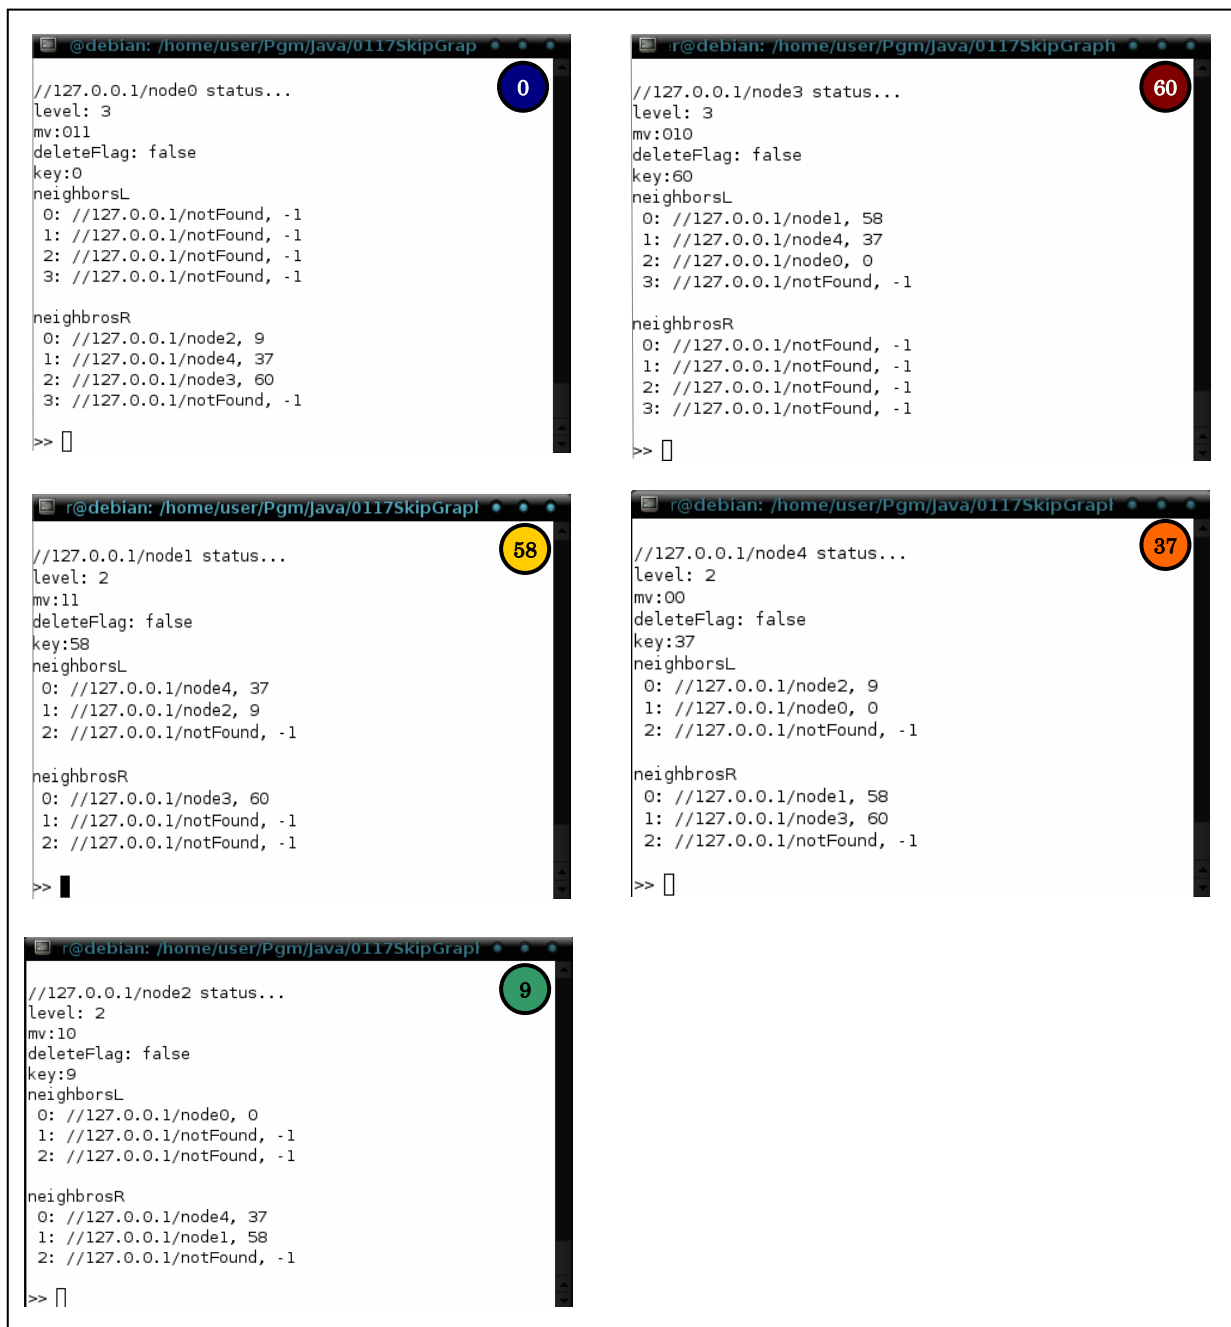 @debian: /home/user/Pgm/Java/0117SkipGrap
0
//127.0.0.1/node0 status...
level: 3
mv:011
deleteFlag: false
key:0
neighborsL
0: //127.0.0.1/notFound, -1
1: //127.0.0.1/notFound, -1
2: //127.0.0.1/notFound, -1
3: //127.0.0.1/notFound, -1
neighbrosR
0: //127.0.0.1/node2, 9
1: //127.0.0.1/node4, 37
2: //127.0.0.1/node3, 60
3: //127.0.0.1/notFound, -1
>>
r@debian: /home/user/Pgm/Java/0117SkipGraph
60
//127.0.0.1/node3 status...
level: 3
mv:010
deleteFlag: false
key:60
neighborsL
0: //127.0.0.1/node1, 58
1: //127.0.0.1/node4, 37
2: //127.0.0.1/node0, 0
3: //127.0.0.1/notFound, -1
neighbrosR
0: //127.0.0.1/notFound, -1
1: //127.0.0.1/notFound, -1
2: //127.0.0.1/notFound, -1
3: //127.0.0.1/notFound, -1
>>
r@debian: /home/user/Pgm/Java/0117SkipGraph
58
//127.0.0.1/node1 status...
level: 2
mv:11
deleteFlag: false
key:58
neighborsL
0: //127.0.0.1/node4, 37
1: //127.0.0.1/node2, 9
2: //127.0.0.1/notFound, -1
neighbrosR
0: //127.0.0.1/node3, 60
1: //127.0.0.1/notFound, -1
2: //127.0.0.1/notFound, -1
>>
r@debian: /home/user/Pgm/Java/0117SkipGraph
37
//127.0.0.1/node4 status...
level: 2
mv:00
deleteFlag: false
key:37
neighborsL
0: //127.0.0.1/node2, 9
1: //127.0.0.1/node0, 0
2: //127.0.0.1/notFound, -1
neighbrosR
0: //127.0.0.1/node1, 58
1: //127.0.0.1/node3, 60
2: //127.0.0.1/notFound, -1
>>
r@debian: /home/user/Pgm/Java/0117SkipGraph
9
//127.0.0.1/node2 status...
level: 2
mv:10
deleteFlag: false
key:9
neighborsL
0: //127.0.0.1/node0, 0
1: //127.0.0.1/notFound, -1
2: //127.0.0.1/notFound, -1
neighbrosR
0: //127.0.0.1/node4, 37
1: //127.0.0.1/node1, 58
2: //127.0.0.1/notFound, -1
>>